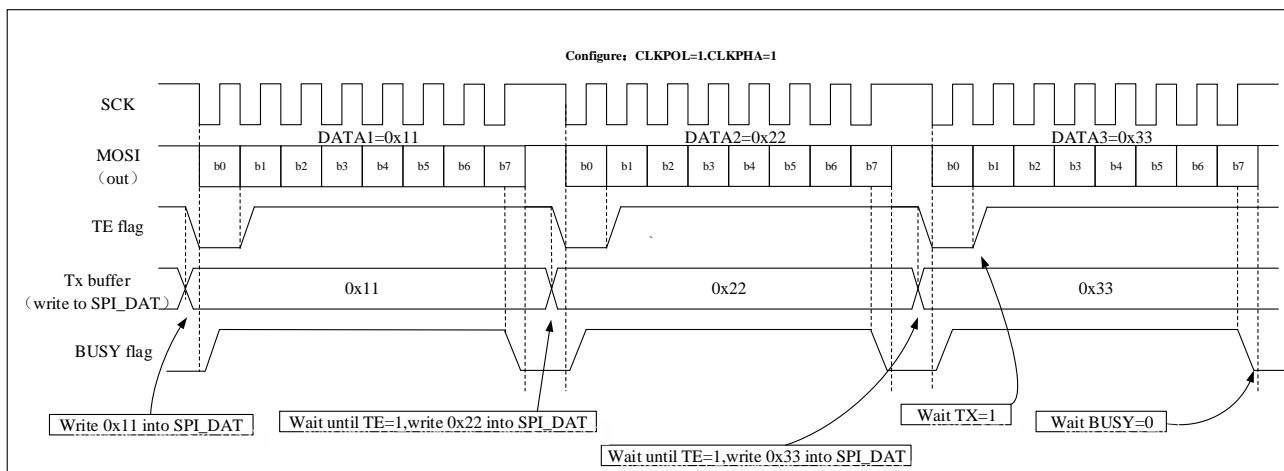 Configure：CLKPOL=1.CLKPHA=1
SCK
DATA1=0x11 DATA2=0x22 DATA3=0x33
MOSI
（out）
b0 b1 b2 b3 b4 b5 b6 b7 b0 b1 b2 b3 b4 b5 b6 b7 b0 b1 b2 b3 b4 b5 b6 b7
TE flag
Tx buffer
（write to SPI_DAT）
0x11 0x22 0x33
BUSY flag
Write 0x11 into SPI_DAT
Wait until TE=1,write 0x22 into SPI_DAT
Wait TX=1
Wait BUSY=0
Wait until TE=1,write 0x33 into SPI_DAT